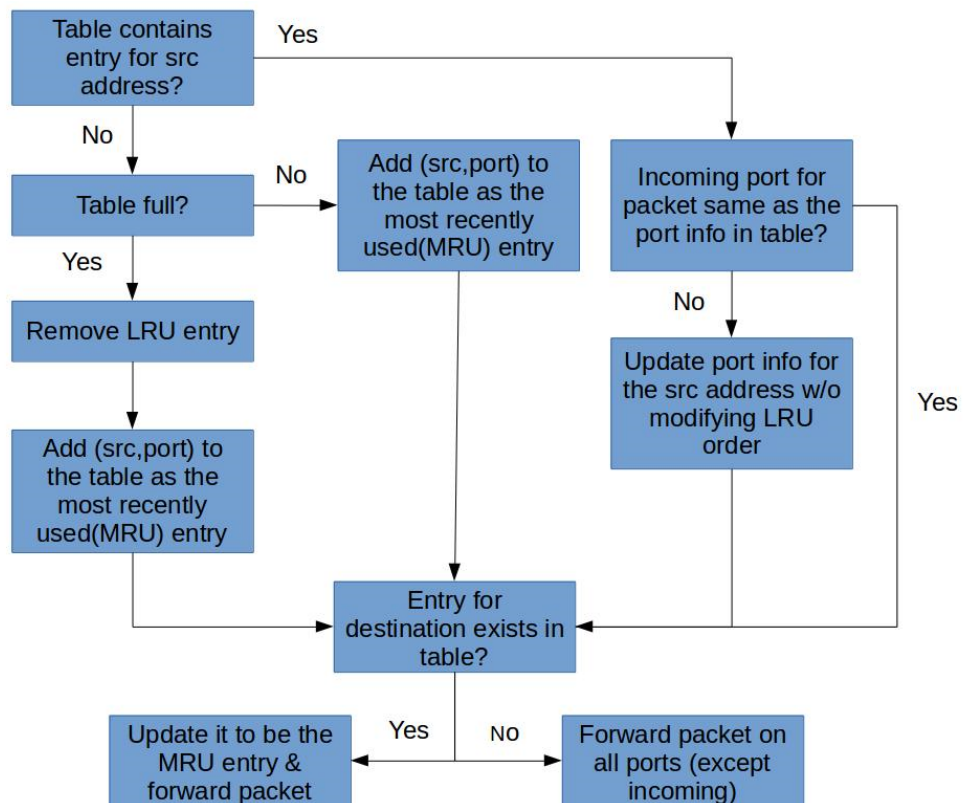 Table contains
entry for src
address?
Yes
No
Table full?
No
Add (src,port) to
the table as the
most recently
used(MRU) entry
Incoming port for
packet same as the
port info in table?
Yes
Remove LRU entry
No
Update port info for
the src address w/o
modifying LRU
order
Yes
Add (src,port) to
the table as the
most recently
used(MRU) entry
Entry for
destination exists in
table?
Yes
No
Update it to be the
MRU entry &
forward packet
Forward packet on
all ports (except
incoming)